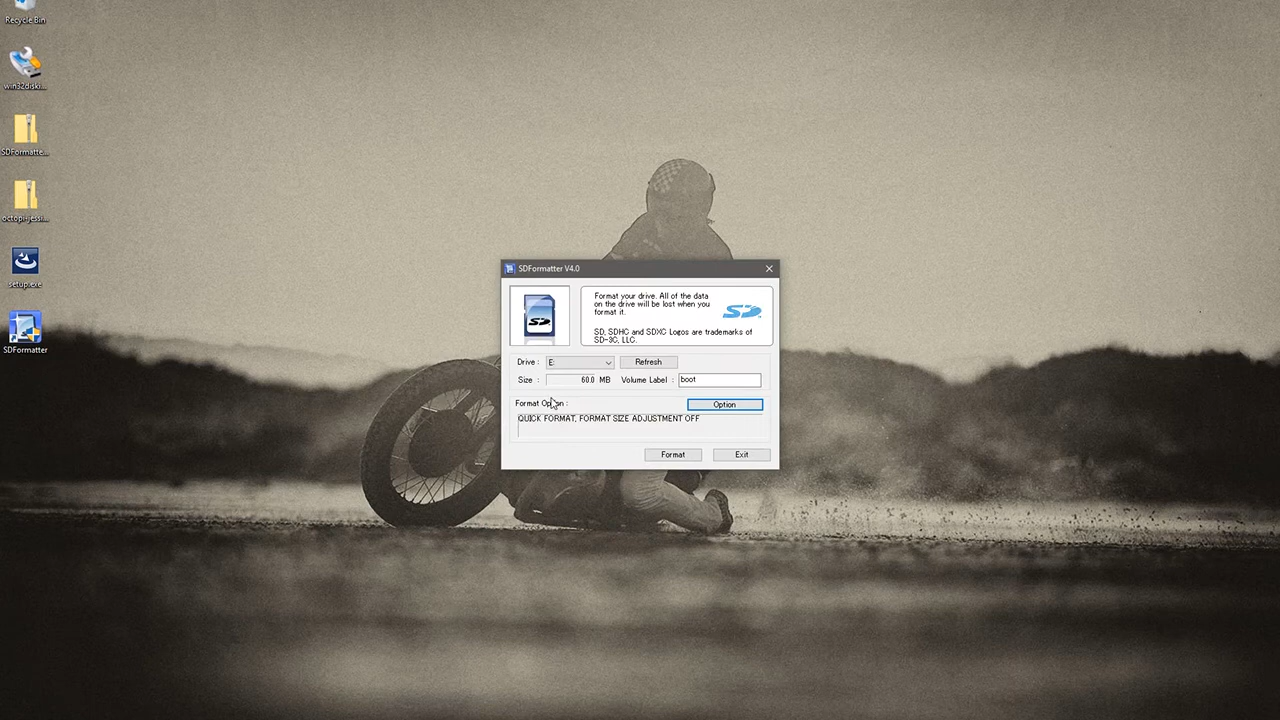 Recycle Bin
win32diski...
SDFormatte...
octopi-jessi...
setup.exe
SDFormatter
SDFormatter V4.0
Format your drive. All of the data
on the drive will be lost when you
format it.
SD, SDHC and SDXC Logos are trademarks of
SD-3C, LLC.
SD
SD
Drive : E: Refresh
Size : 60.0 MB Volume Label : boot
Format Option : Option
QUICK FORMAT, FORMAT SIZE ADJUSTMENT OFF
Format Exit